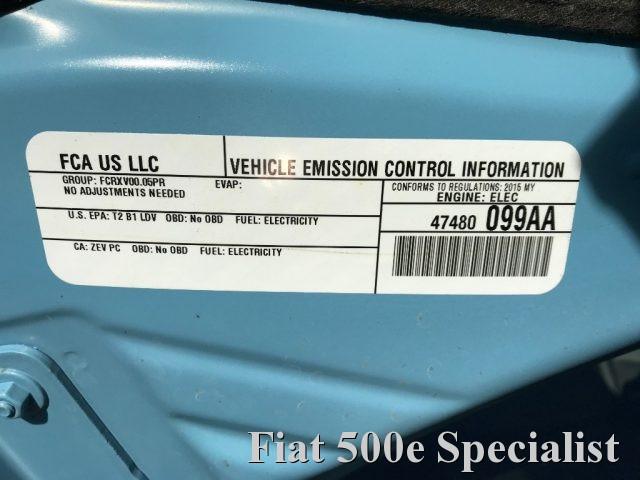 FCA US LLC
VEHICLE EMISSION CONTROL INFORMATION
GROUP: FCRXV00.05PR
EVAP:
NO ADJUSTMENTS NEEDED
CONFORMS TO REGULATIONS: 2015 MY
ENGINE: ELEC
U.S. EPA: T2 B1 LDV OBD: No OBD FUEL: ELECTRICITY
47480 099AA
CA: ZEV PC OBD: No OBD FUEL: ELECTRICITY
Fiat 500e Specialist